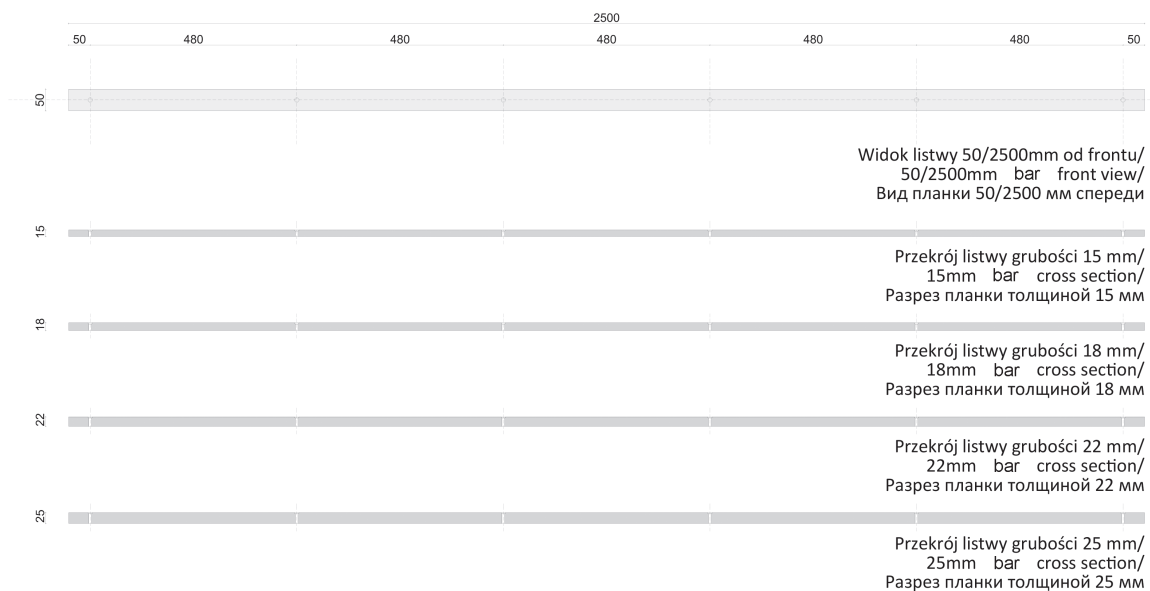 2500
50 480 480 480 480 480 50
50
Widok listwy 50/2500mm od frontu/
50/2500mm bar front view/
Вид планки 50/2500 мм спереди
15
Przekrój listwy grubości 15 mm/
15mm bar cross section/
Разрез планки толщиной 15 мм
18
Przekrój listwy grubości 18 mm/
18mm bar cross section/
Разрез планки толщиной 18 мм
22
Przekrój listwy grubości 22 mm/
22mm bar cross section/
Разрез планки толщиной 22 мм
25
Przekrój listwy grubości 25 mm/
25mm bar cross section/
Разрез планки толщиной 25 мм